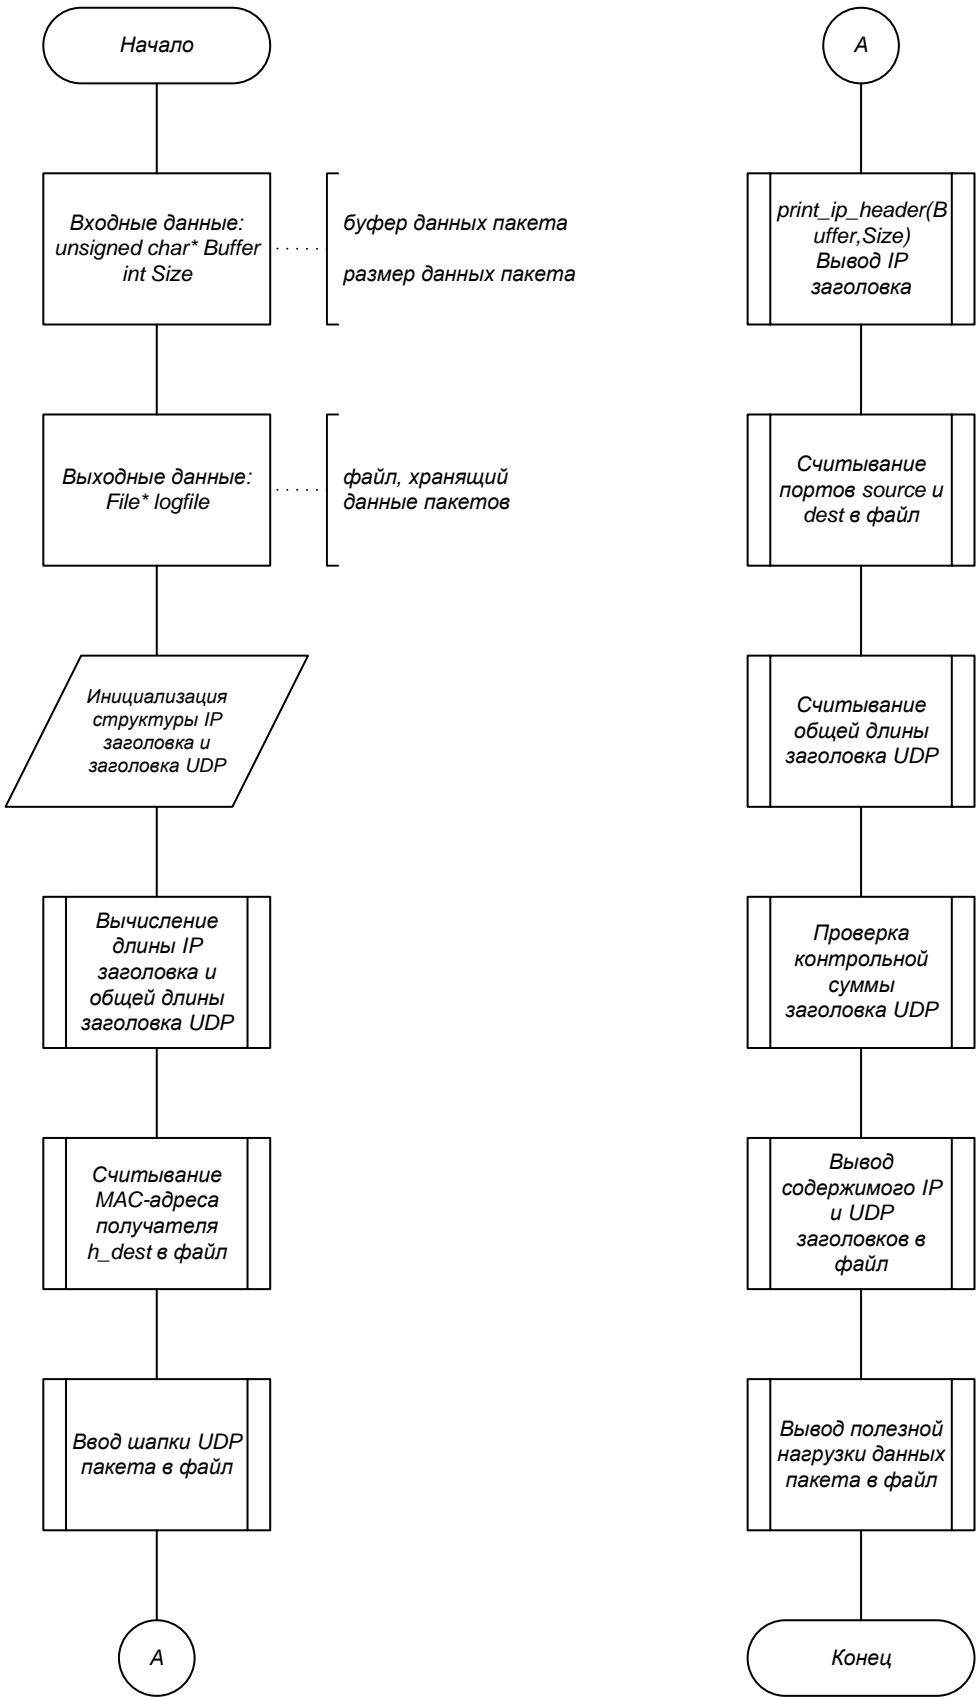 Начало
Входные данные:
unsigned char* Buffer
int Size
буфер данных пакета
размер данных пакета
Выходные данные:
File* logfile
файл, хранящий
данные пакетов
Инициализация
структуры IP
заголовка и
заголовка UDP
Вычисление
длины IP
заголовка и
общей длины
заголовка UDP
Считывание
MAC-адреса
получателя
h_dest в файл
Ввод шапки UDP
пакета в файл
A
A
print_ip_header(B
uffer,Size)
Вывод IP
заголовка
Считывание
портов source и
dest в файл
Считывание
общей длины
заголовка UDP
Проверка
контрольной
суммы
заголовка UDP
Вывод
содержимого IP
и UDP
заголовков в
файл
Вывод полезной
нагрузки данных
пакета в файл
Конец